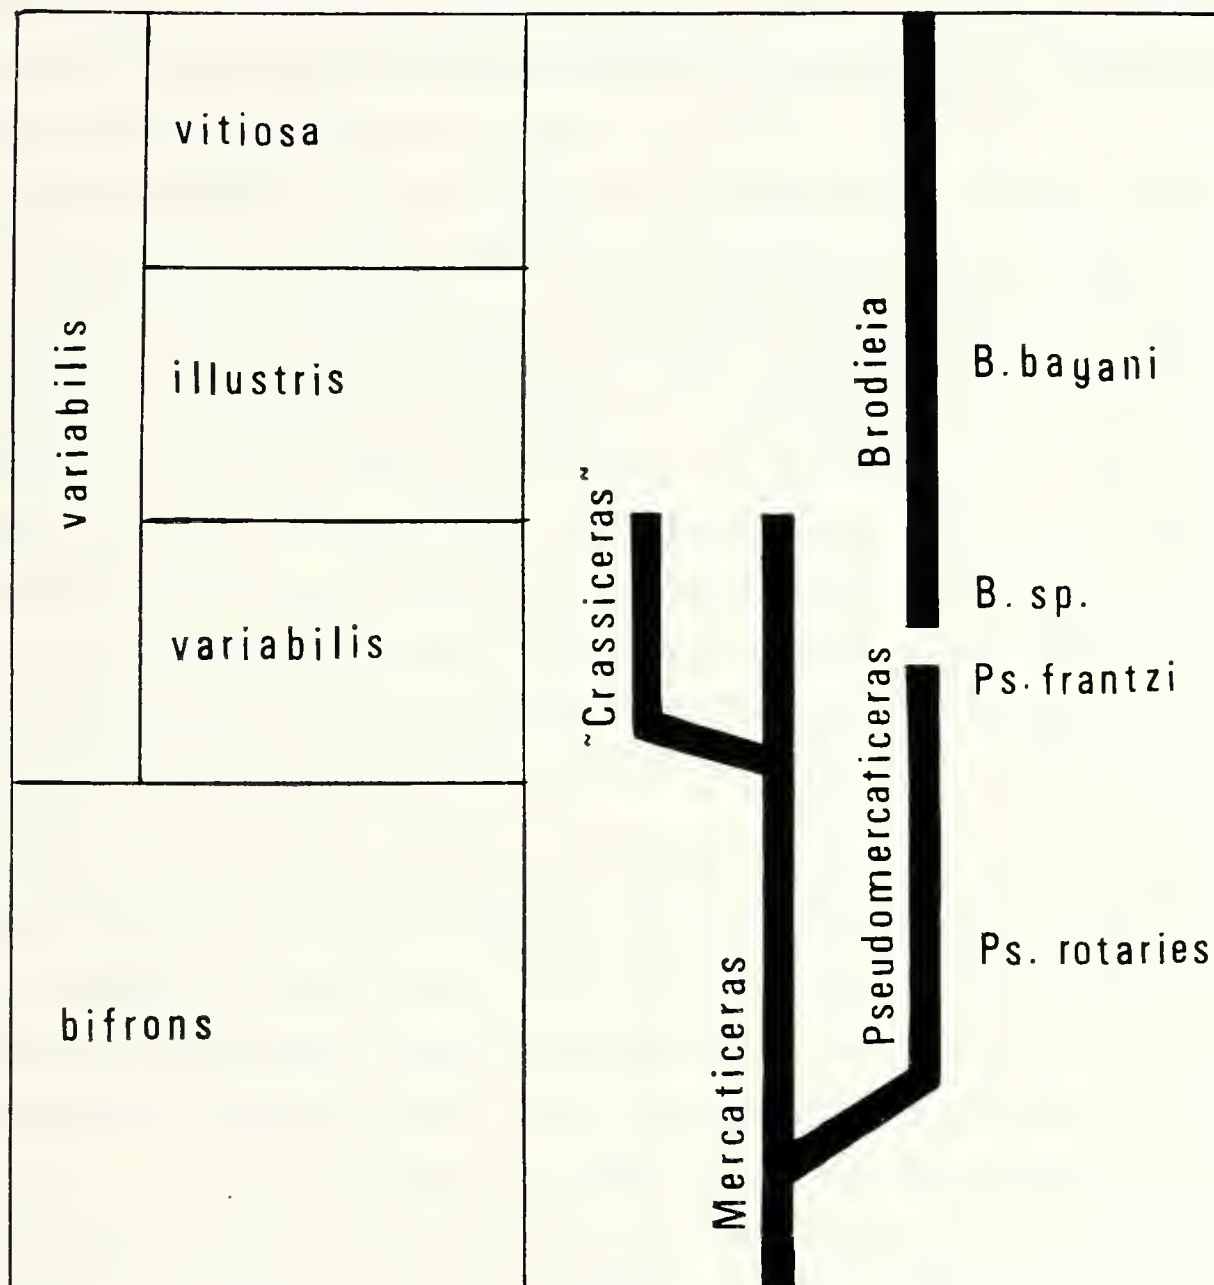 variabilis
vitiosa
illustris
variabilis
bifrons
"Crassiceras"
Mercaticeras
Brodieia
Pseudomercaticeras
B. bayani
B. sp.
Ps. frantzi
Ps. rotaries